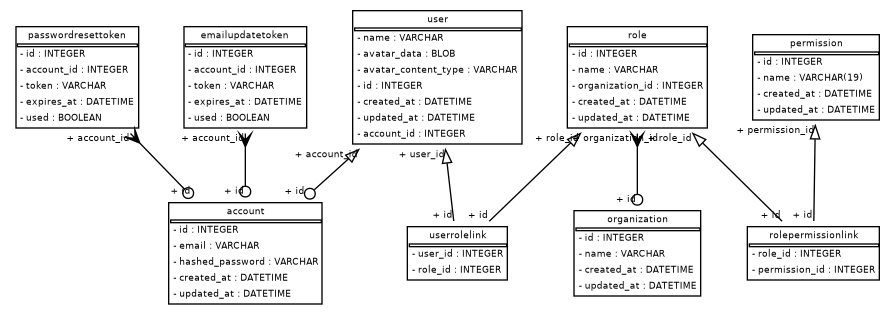 passwordresettoken
- id : INTEGER
- account_id : INTEGER
- token : VARCHAR
- expires_at : DATETIME
- used : BOOLEAN
emailupdatetoken
- id : INTEGER
- account_id : INTEGER
- token : VARCHAR
- expires_at : DATETIME
- used : BOOLEAN
user
- name : VARCHAR
- avatar_data : BLOB
- avatar_content_type : VARCHAR
- id : INTEGER
- created_at : DATETIME
- updated_at : DATETIME
- account_id : INTEGER
role
- id : INTEGER
- name : VARCHAR
- organization_id : INTEGER
- created_at : DATETIME
- updated_at : DATETIME
permission
- id : INTEGER
- name : VARCHAR(19)
- created_at : DATETIME
- updated_at : DATETIME
+ account_id
+ account_id
+ account_id
+ user_id
+ role_id
+ organization_id
+ role_id
+ permission_id
+ id
+ id
+ id
+ id
+ id
+ id
+ id
+ id
account
- id : INTEGER
- email : VARCHAR
- hashed_password : VARCHAR
- created_at : DATETIME
- updated_at : DATETIME
userrolelink
- user_id : INTEGER
- role_id : INTEGER
organization
- id : INTEGER
- name : VARCHAR
- created_at : DATETIME
- updated_at : DATETIME
rolepermissionlink
- role_id : INTEGER
- permission_id : INTEGER